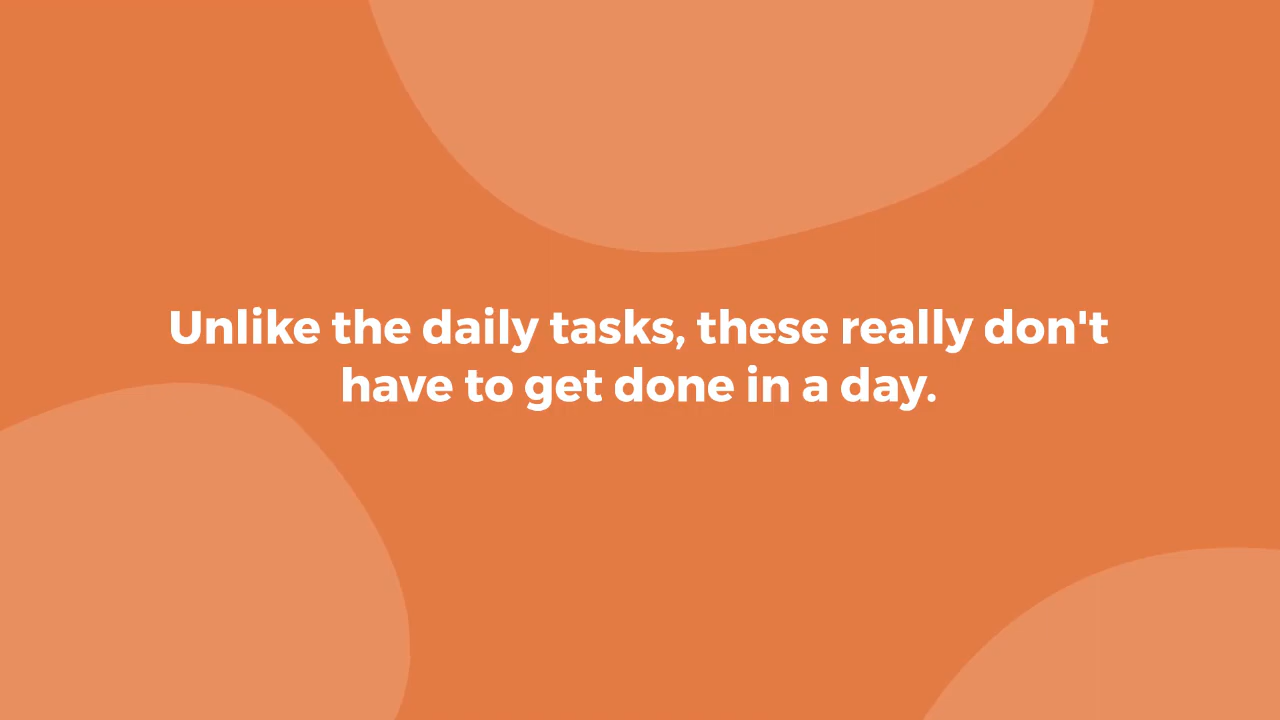 Unlike the daily tasks, these really don't
have to get done in a day.